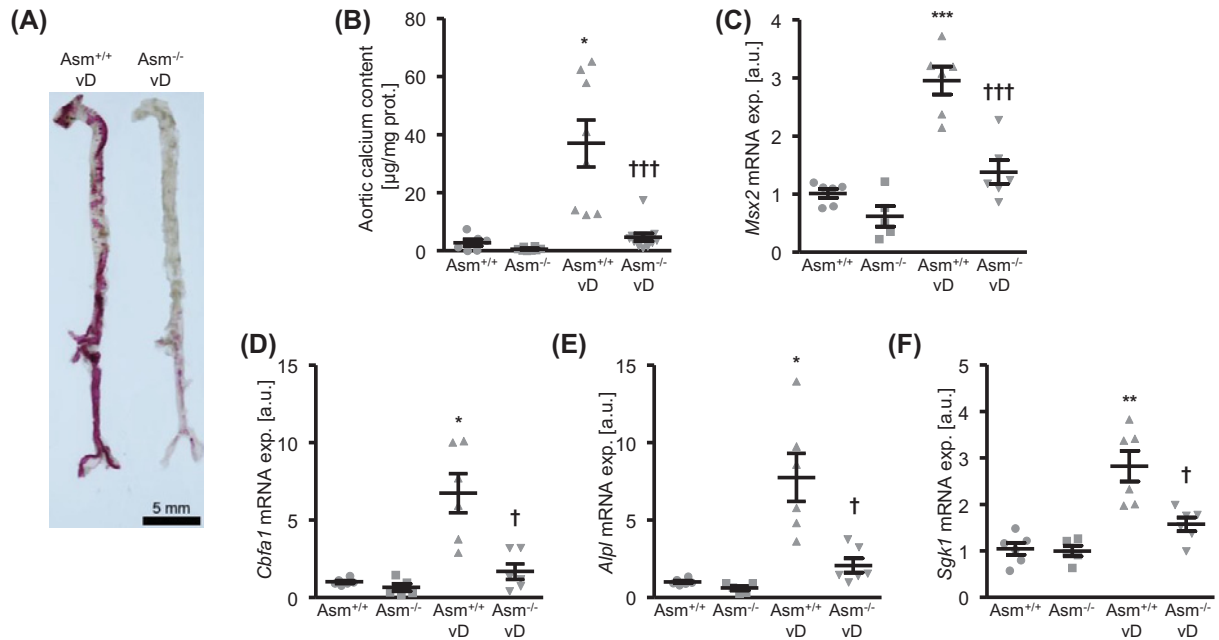 (A)
Asm+/+ Asm-/-
vD vD
5 mm
(B)
Aortic calcium content
[µg/mg prot.]
80
60
40
20
0
*
†††
Asm+/+ Asm-/- Asm+/+ Asm-/-
vD vD
(C)
Msx2 mRNA exp. [a.u.]
4
3
2
1
0
***
†††
Asm+/+ Asm-/- Asm+/+ Asm-/-
vD vD
(D)
Cbfa1 mRNA exp. [a.u.]
15
10
5
0
*
†
Asm+/+ Asm-/- Asm+/+ Asm-/-
vD vD
(E)
Alpl mRNA exp. [a.u.]
15
10
5
0
*
†
Asm+/+ Asm-/- Asm+/+ Asm-/-
vD vD
(F)
Sgk1 mRNA exp. [a.u.]
5
4
3
2
1
0
**
†
Asm+/+ Asm-/- Asm+/+ Asm-/-
vD vD